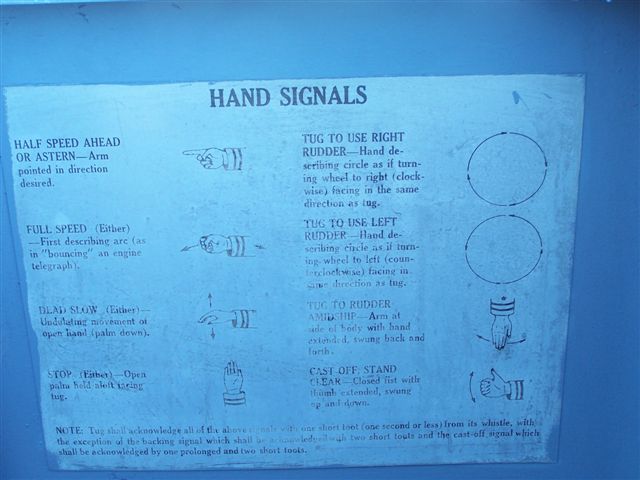 HAND SIGNALS
HALF SPEED AHEAD
OR ASTERN—Arm
pointed in direction
desired.
FULL SPEED (Either)
—First describing arc (as
in "bouncing" an engine
telegraph).
DEAD SLOW (Either)—
Undulating movement of
open hand (palm down).
STOP (Either)—Open
palm held aloft facing
tug.
TUG TO USE RIGHT
RUDDER—Hand de-
scribing circle as if turn-
ing wheel to right (clock-
wise) facing in the same
direction as tug.
TUG TO USE LEFT
RUDDER—Hand de-
scribing circle as if turn-
ing wheel to left (coun-
terclockwise) facing in
same direction as tug.
TUG TO RUDDER
AMIDSHIP—Arm at
side of body with hand
extended, swung back and
forth.
CAST OFF, STAND
CLEAR—Closed fist with
thumb extended, swung
up and down.
NOTE: Tug shall acknowledge all of the above signals with one short toot (one second or less) from its whistle, with
the exception of the backing signal which shall be acknowledged with two short toots and the cast-off signal which
shall be acknowledged by one prolonged and two short toots.